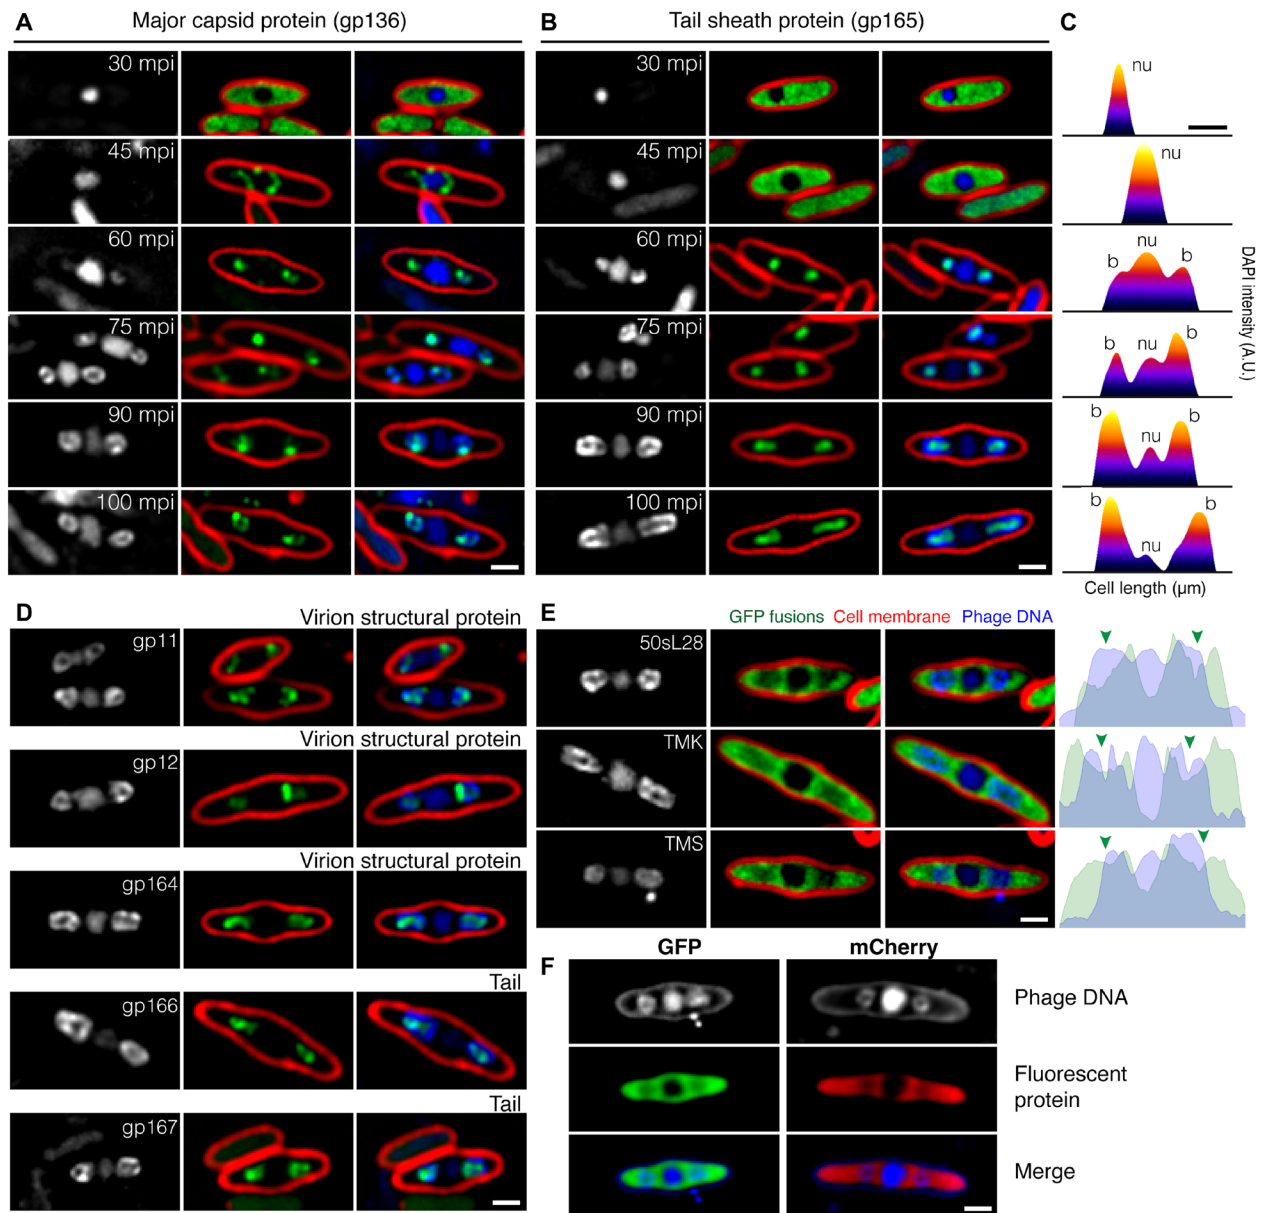 A Major capsid protein (gp136)
B Tail sheath protein (gp165)
C
30 mpi
45 mpi
60 mpi
75 mpi
90 mpi
100 mpi
30 mpi
45 mpi
60 mpi
75 mpi
90 mpi
100 mpi
nu
nu
b nu b
b nu b
b nu b
b nu b
DAPI intensity (A.U.)
Cell length (µm)
D
Virion structural protein
gp11
Virion structural protein
gp12
Virion structural protein
gp164
Tail
gp166
Tail
gp167
E GFP fusions Cell membrane Phage DNA
50sL28
TMK
TMS
F GFP mCherry
Phage DNA
Fluorescent
protein
Merge